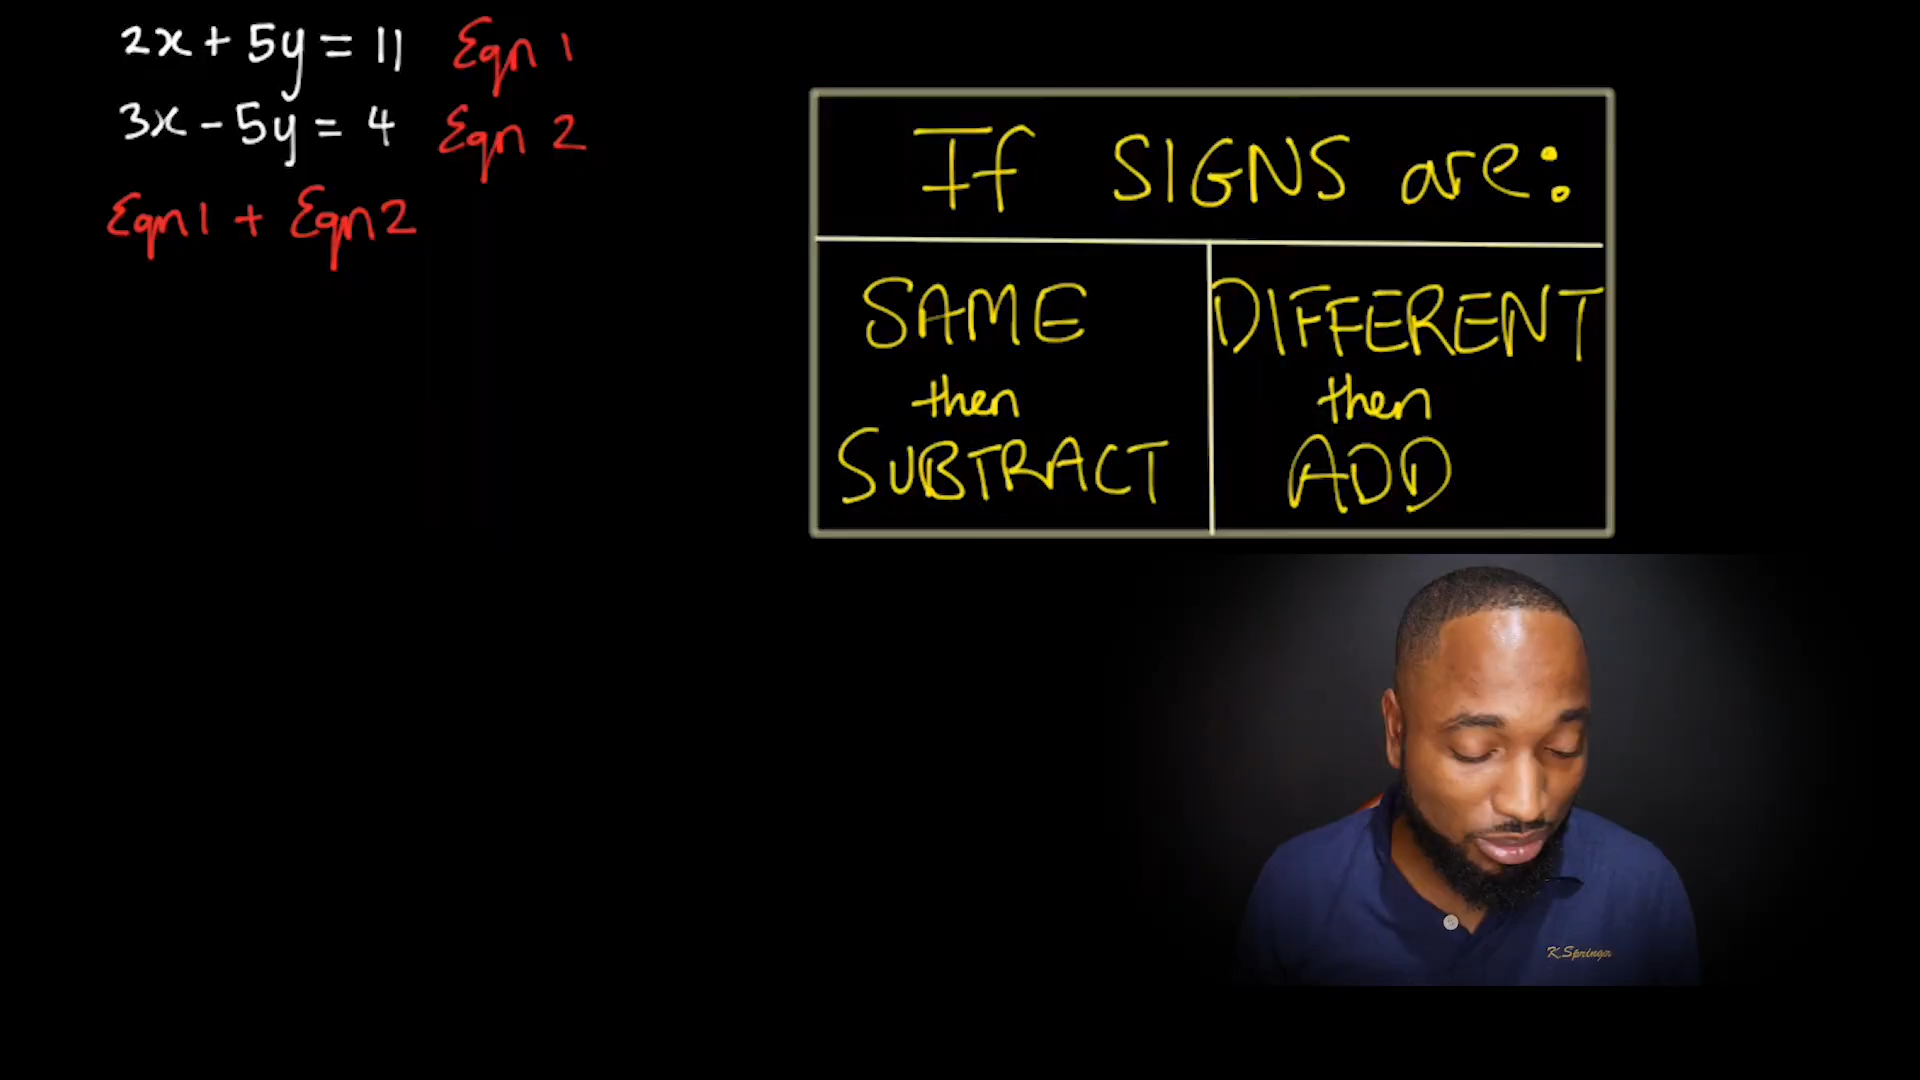 2x + 5y = 11 Eqn 1
3x - 5y = 4 Eqn 2
Eqn 1 + Eqn 2
If SIGNS are:
SAME
then
SUBTRACT
DIFFERENT
then
ADD
K.Springer